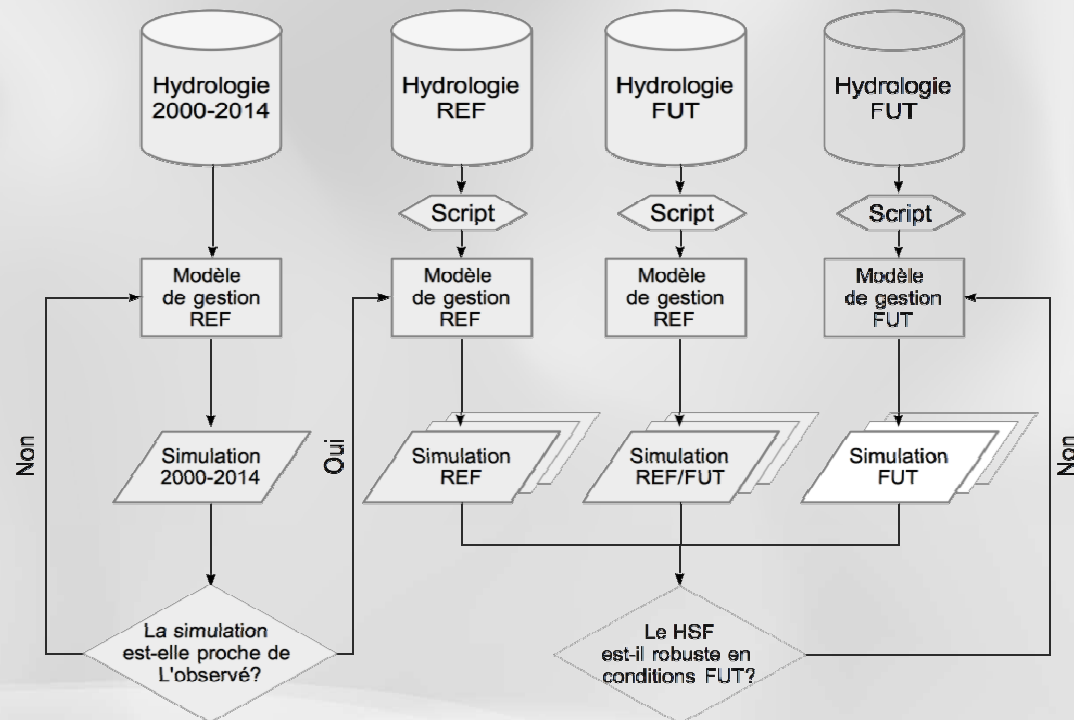 Hydrologie
2000-2014
Hydrologie
REF
Hydrologie
FUT
Hydrologie
FUT
Script
Script
Script
Modèle
de gestion
REF
Modèle
de gestion
REF
Modèle
de gestion
REF
Modèle
de gestion
FUT
Non
Oui
Non
Simulation
2000-2014
Simulation
REF
Simulation
REF/FUT
Simulation
FUT
La simulation
est-elle proche de
L'observé?
Le HSF
est-il robuste en
conditions FUT?